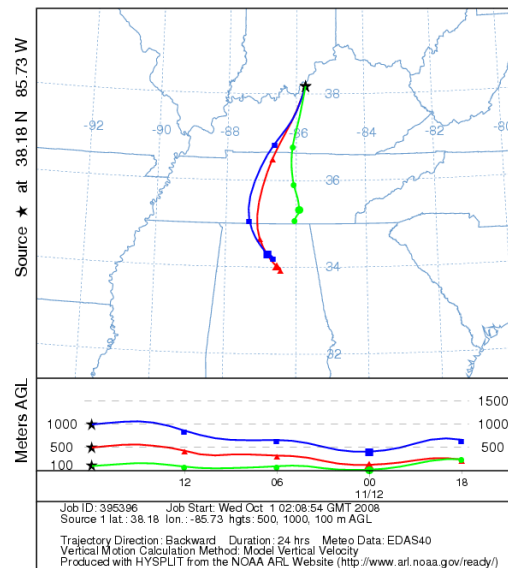 Source ★ at 38.18 N 85.73 W
-92
-90
-88
-86
-84
-82
-80
38
36
34
32
Meters AGL
1500
1000 1000
500 500
100
12 06 00 18
11/12
Job ID: 395396 Job Start: Wed Oct 1 02:08:54 GMT 2008
Source 1 lat.: 38.18 lon.: -85.73 hgts: 500, 1000, 100 m AGL
Trajectory Direction: Backward Duration: 24 hrs Meteo Data: EDAS40
Vertical Motion Calculation Method: Model Vertical Velocity
Produced with HYSPLIT from the NOAA ARL Website (http://www.arl.noaa.gov/ready/)